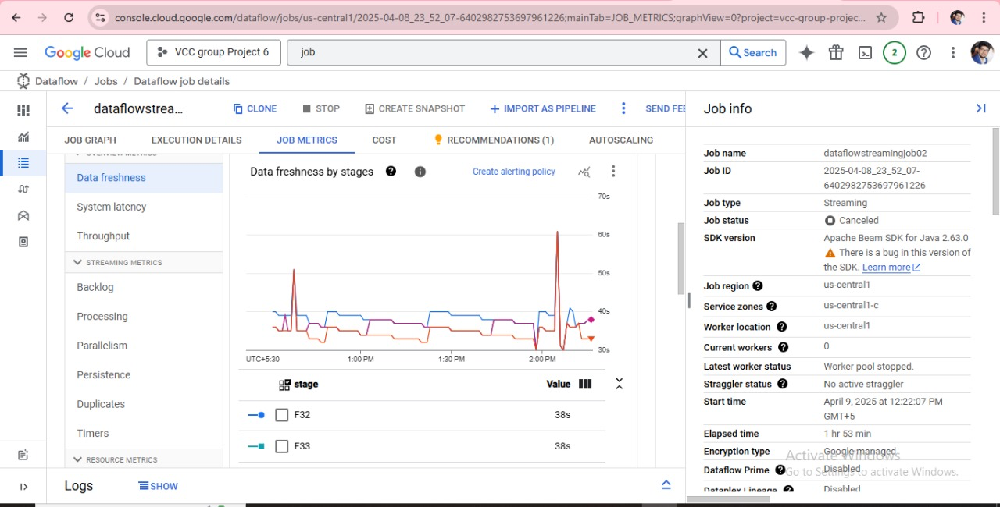 console.cloud.google.com/dataflow/jobs/us-central1/2025-04-08_23_52_07-6402982753697961226;mainTab=JOB_METRICS;graphView=0?project=vcc-group-projec...
Google Cloud
VCC group Project 6
job
Search
2
Dataflow / Jobs / Dataflow job details
dataflowstrea...
CLONE
STOP
CREATE SNAPSHOT
IMPORT AS PIPELINE
SEND FEE
JOB GRAPH
EXECUTION DETAILS
JOB METRICS
COST
RECOMMENDATIONS (1)
AUTOSCALING
OVERVIEW METRICS
Data freshness
System latency
Throughput
STREAMING METRICS
Backlog
Processing
Parallelism
Persistence
Duplicates
Timers
RESOURCE METRICS
Data freshness by stages
Create alerting policy
70s
60s
50s
40s
30s
UTC+5:30
1:00 PM
1:30 PM
2:00 PM
stage Value
F32 38s
F33 38s
Logs
SHOW
Job info
Job name dataflowstreamingjob02
Job ID 2025-04-08_23_52_07-
6402982753697961226
Job type Streaming
Job status Canceled
SDK version Apache Beam SDK for Java 2.63.0
There is a bug in this version of
the SDK. Learn more
Job region us-central1
Service zones us-central1-c
Worker location us-central1
Current workers 0
Latest worker status Worker pool stopped.
Straggler status No active straggler
Start time April 9, 2025 at 12:22:07 PM
GMT+5
Elapsed time 1 hr 53 min
Encryption type Google-managed
Dataflow Prime Disabled
Dataplex Lineage Disabled
Activate Windows
Go to Settings to activate Windows.